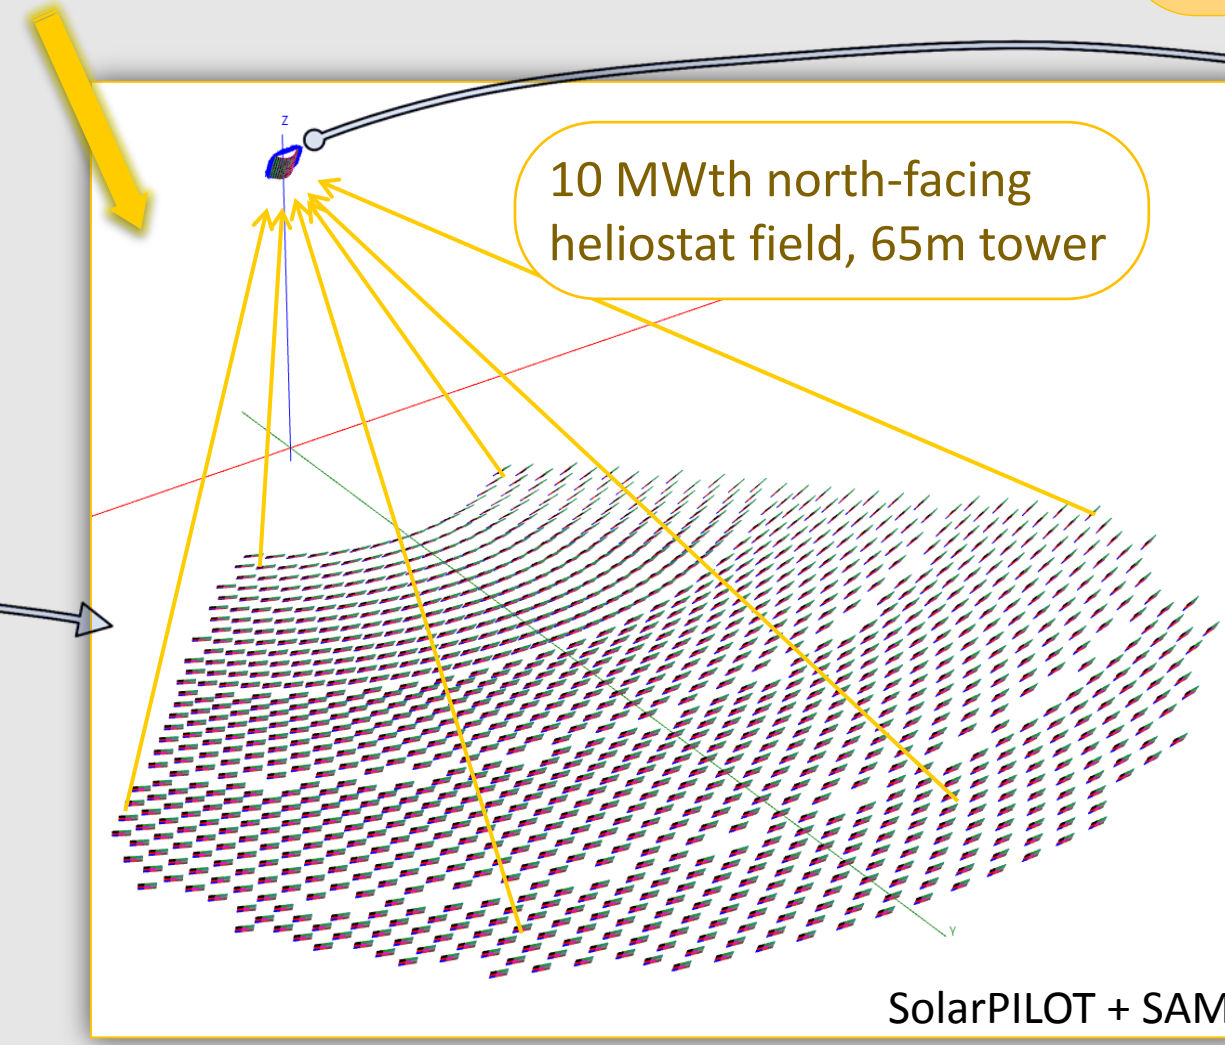 Z
10 MWth north-facing
heliostat field, 65m tower
Y
SolarPILOT + SAM